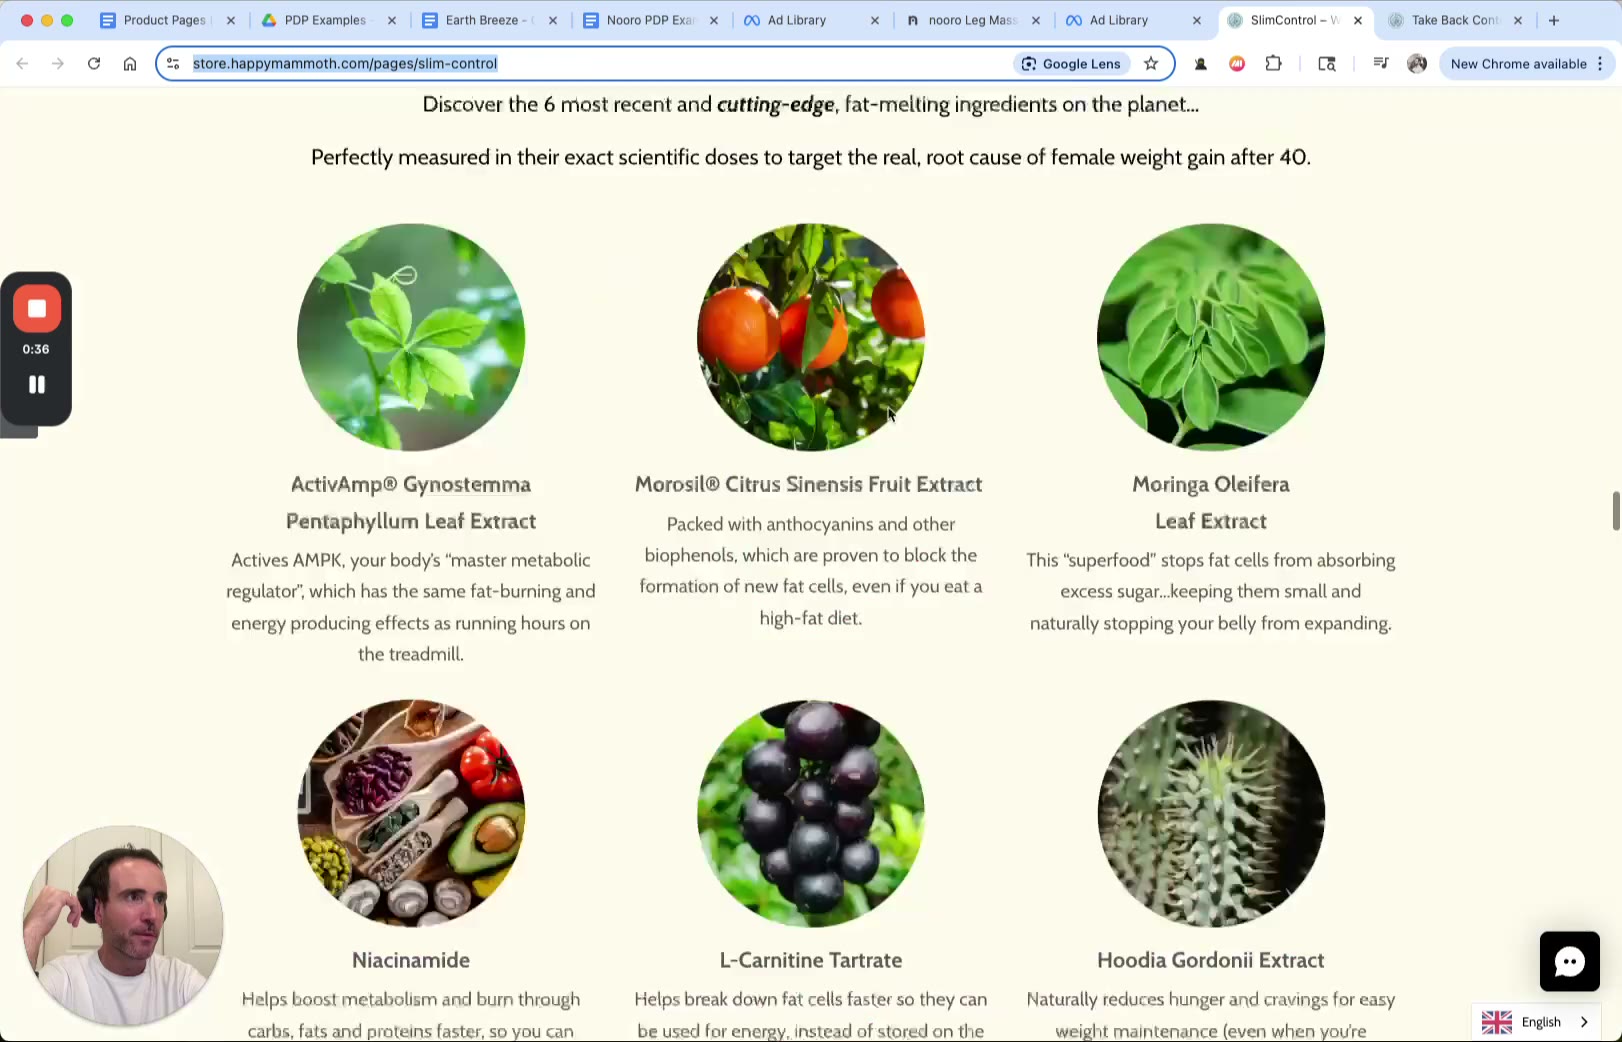 Product Pages
PDP Examples -
Earth Breeze -
Nooro PDP Exa
Ad Library
nooro Leg Mass
Ad Library
SlimControl – W
Take Back Cont
store.happymammoth.com/pages/slim-control
Google Lens
New Chrome available
Discover the 6 most recent and cutting-edge, fat-melting ingredients on the planet...
Perfectly measured in their exact scientific doses to target the real, root cause of female weight gain after 40.
0:36
ActivAmp® Gynostemma
Pentaphyllum Leaf Extract
Actives AMPK, your body's “master metabolic
regulator”, which has the same fat-burning and
energy producing effects as running hours on
the treadmill.
Morosil® Citrus Sinensis Fruit Extract
Packed with anthocyanins and other
biophenols, which are proven to block the
formation of new fat cells, even if you eat a
high-fat diet.
Moringa Oleifera
Leaf Extract
This “superfood” stops fat cells from absorbing
excess sugar...keeping them small and
naturally stopping your belly from expanding.
Niacinamide
Helps boost metabolism and burn through
carbs, fats and proteins faster, so you can
L-Carnitine Tartrate
Helps break down fat cells faster so they can
be used for energy, instead of stored on the
Hoodia Gordonii Extract
Naturally reduces hunger and cravings for easy
weight maintenance (even when you're
English